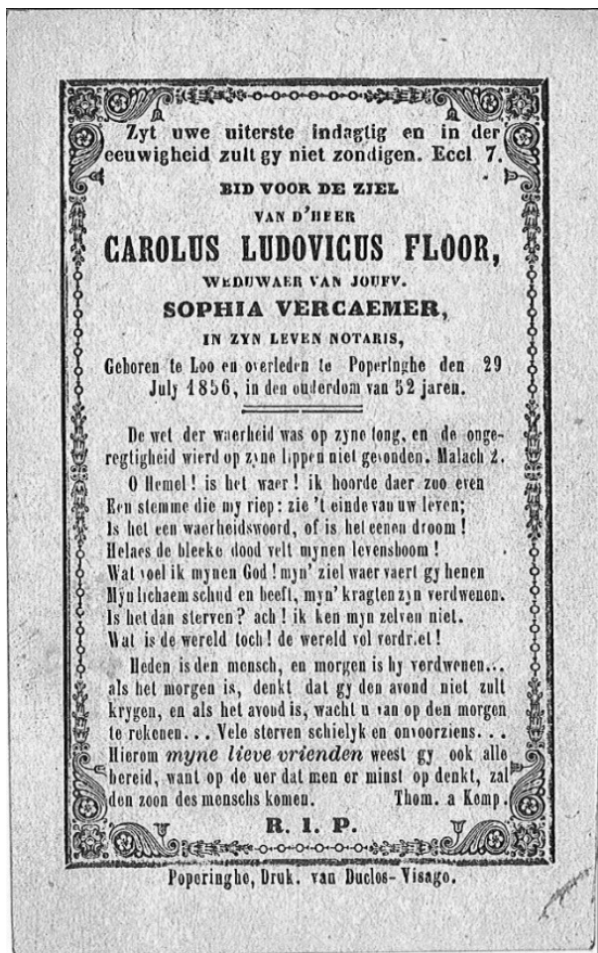 Zyt uwe uiterste indagtig en in der
eeuwigheid zult gy niet zondigen. Eccl 7.
BID VOOR DE ZIEL
VAN D'HEER
CAROLUS LUDOVICUS FLOOR,
WEDUWAER VAN JOUFV.
SOPHIA VERCAEMER,
IN ZYN LEVEN NOTARIS,
Geboren te Loo en overleden te Poperinghe den 29
July 1856, in den ouderdom van 52 jaren.
De wet der waerheid was op zyne tong, en de onge-
regtigheid wierd op zyne lippen niet gevonden. Malach 2.
O Hemel! is het waer! ik hoorde daer zoo even
Een stemme die my riep: zie 't einde van uw leven;
Is het een waerheidswoord, of is het eenen droom!
Helaes de bleeke dood velt mynen levensboom!
Wat voel ik mynen God! myn' ziel waer vaert gy henen
Myn lichaem schud en beeft, myn' kragten zyn verdwenen.
Is het dan sterven? ach! ik ken myn zelven niet.
Wat is de wereld toch! de wereld vol verdriet!
Heden is den mensch, en morgen is hy verdwenen...
als het morgen is, denkt dat gy den avond niet zult
krygen, en als het avond is, wacht u van op den morgen
te rekenen... Vele sterven schielyk en onvoorziens...
Hierom myne lieve vrienden weest gy ook alle
bereid, want op de uer dat men er minst op denkt, zal
den zoon des menschs komen. Thom. a Kemp.
R. I. P.
Poperinghe, Druk. van Duclos-Visage.